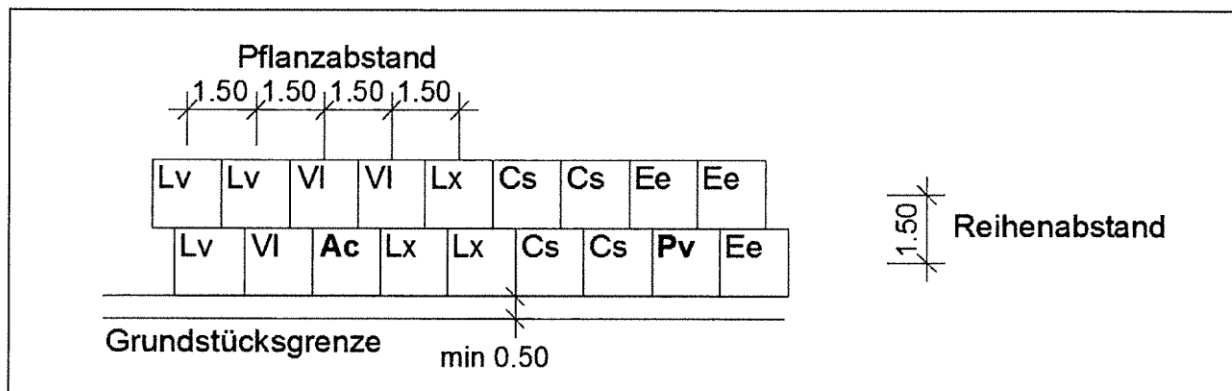 Pflanzabstand
1.50 1.50 1.50 1.50
Lv Lv Vl Vl Lx Cs Cs Ee Ee
Lv Vl Ac Lx Lx Cs Cs Pv Ee
1.50
Reihenabstand
Grundstücksgrenze
min 0.50